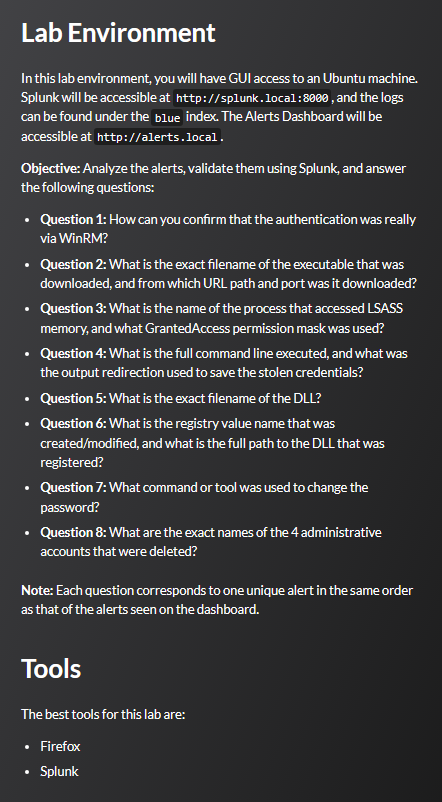 Lab Environment
In this lab environment, you will have GUI access to an Ubuntu machine.
Splunk will be accessible at http://splunk.local:8000, and the logs
can be found under the blue index. The Alerts Dashboard will be
accessible at http://alerts.local.
Objective: Analyze the alerts, validate them using Splunk, and answer
the following questions:
• Question 1: How can you confirm that the authentication was really
via WinRM?
• Question 2: What is the exact filename of the executable that was
downloaded, and from which URL path and port was it downloaded?
• Question 3: What is the name of the process that accessed LSASS
memory, and what GrantedAccess permission mask was used?
• Question 4: What is the full command line executed, and what was
the output redirection used to save the stolen credentials?
• Question 5: What is the exact filename of the DLL?
• Question 6: What is the registry value name that was
created/modified, and what is the full path to the DLL that was
registered?
• Question 7: What command or tool was used to change the
password?
• Question 8: What are the exact names of the 4 administrative
accounts that were deleted?
Note: Each question corresponds to one unique alert in the same order
as that of the alerts seen on the dashboard.
Tools
The best tools for this lab are:
• Firefox
• Splunk